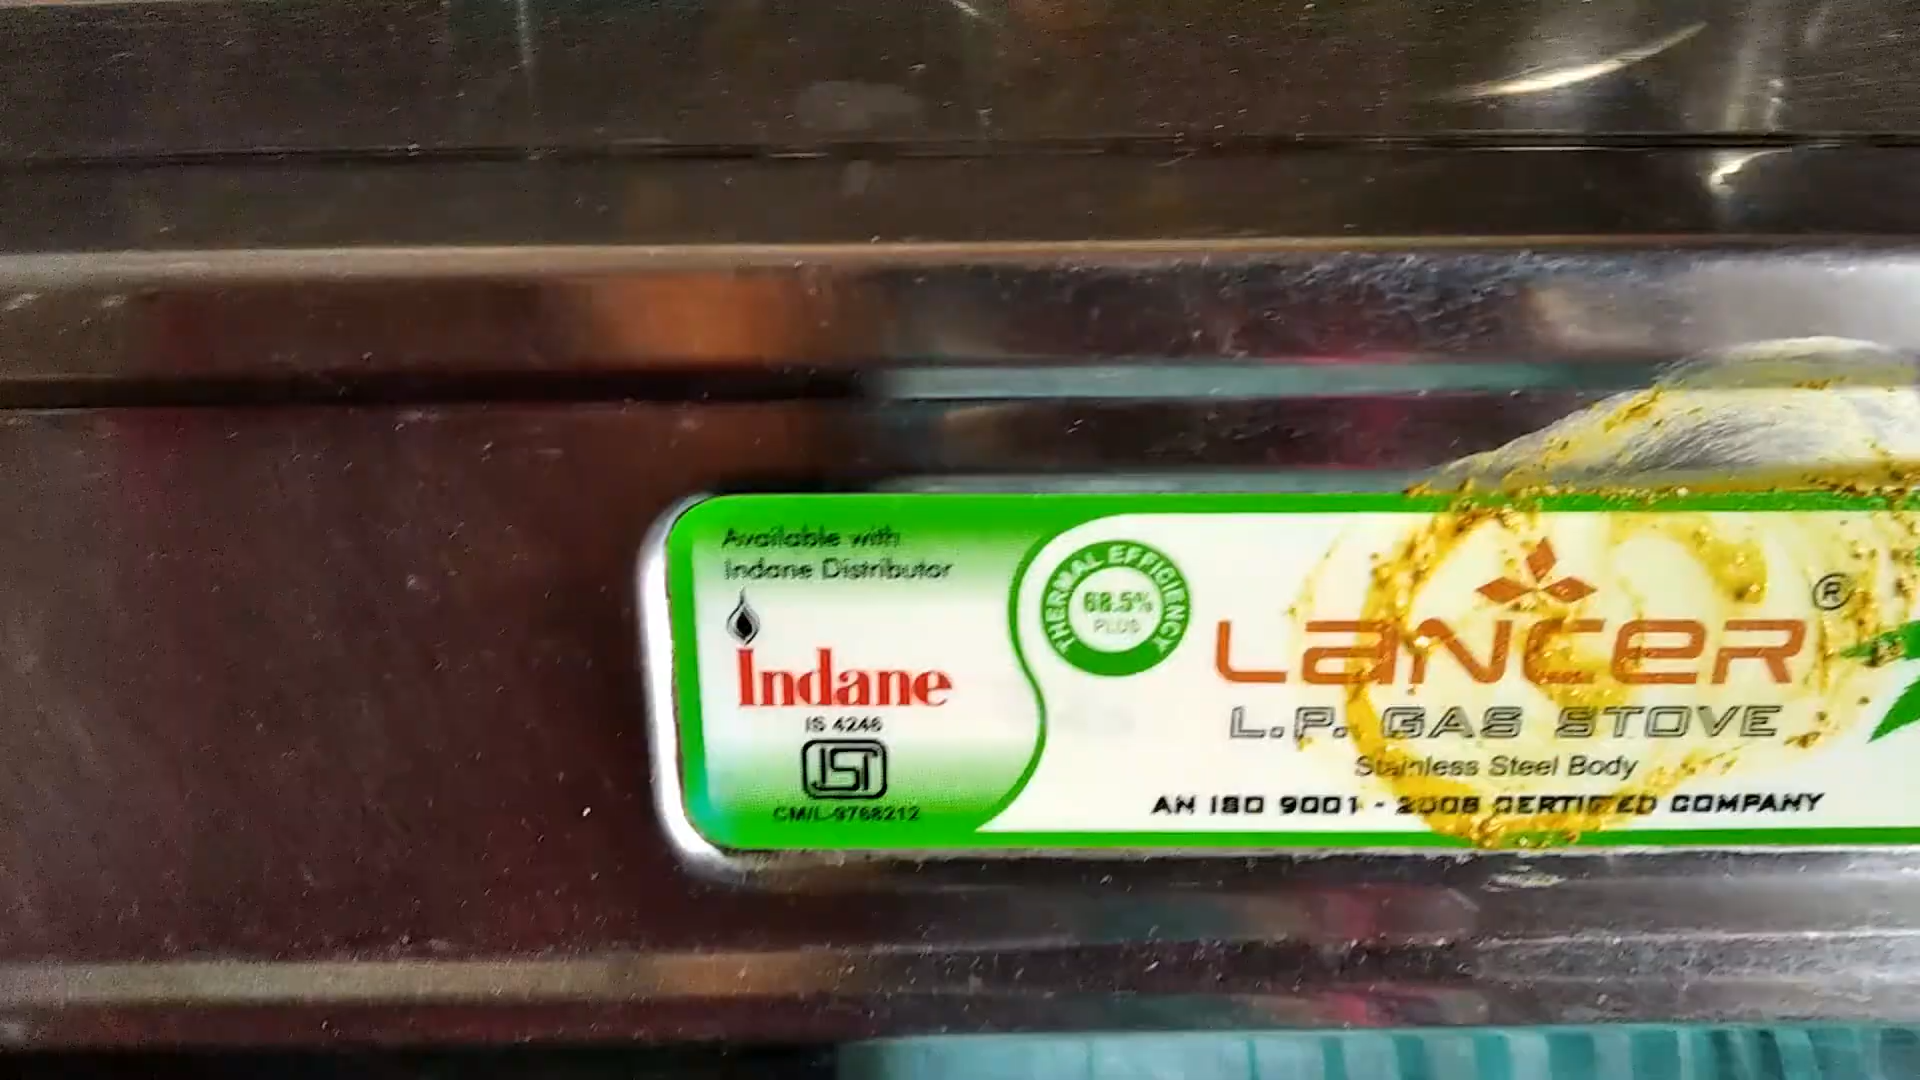 Available with
Indane Distributor
Indane
IS 4246
ISI
CM/L-9768212
THERMAL EFFICIENCY
68.5%
PLUS
LANCER ®
L.P. GAS STOVE
Stainless Steel Body
AN ISO 9001 - 2008 CERTIFIED COMPANY